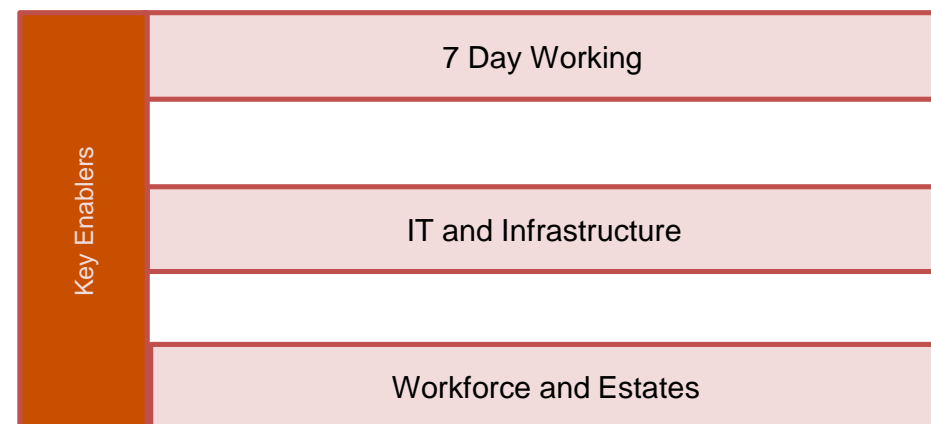 Key Enablers
7 Day Working
IT and Infrastructure
Workforce and Estates